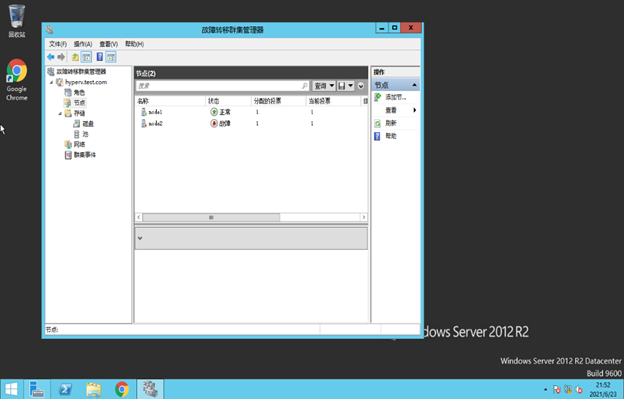 回收站
Google
Chrome
故障转移群集管理器
文件(F) 操作(A) 查看(V) 帮助(H)
故障转移群集管理器
hyperv.test.com
角色
节点
存储
磁盘
池
网络
群集事件
节点(2)
搜索
查询
名称 状态 分配的投票 当前投票
node1 正常 1 1
node2 故障 1 1
操作
节点
添加节...
查看
刷新
帮助
节点:
dows Server 2012 R2
Windows Server 2012 R2 Datacenter
Build 9600
21:52
2021/6/23